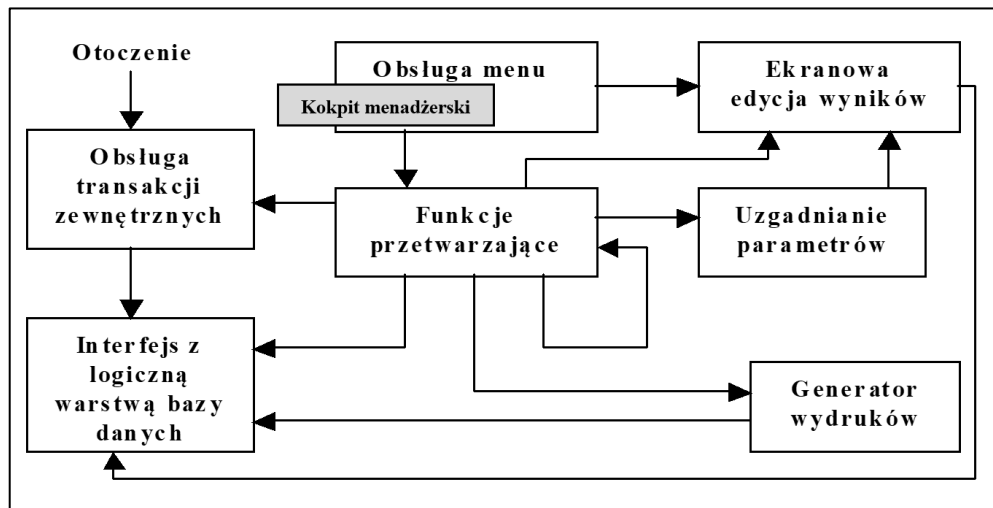 Otoczenie
Obsługa menu
Kokpit menadżerski
Ekranowa
edycja wyników
Obsługa
transakcji
zewnętrznych
Funkcje
przetwarzające
Uzgadnianie
parametrów
Interfejs z
logiczną
warstwą bazy
danych
Generator
wydruków